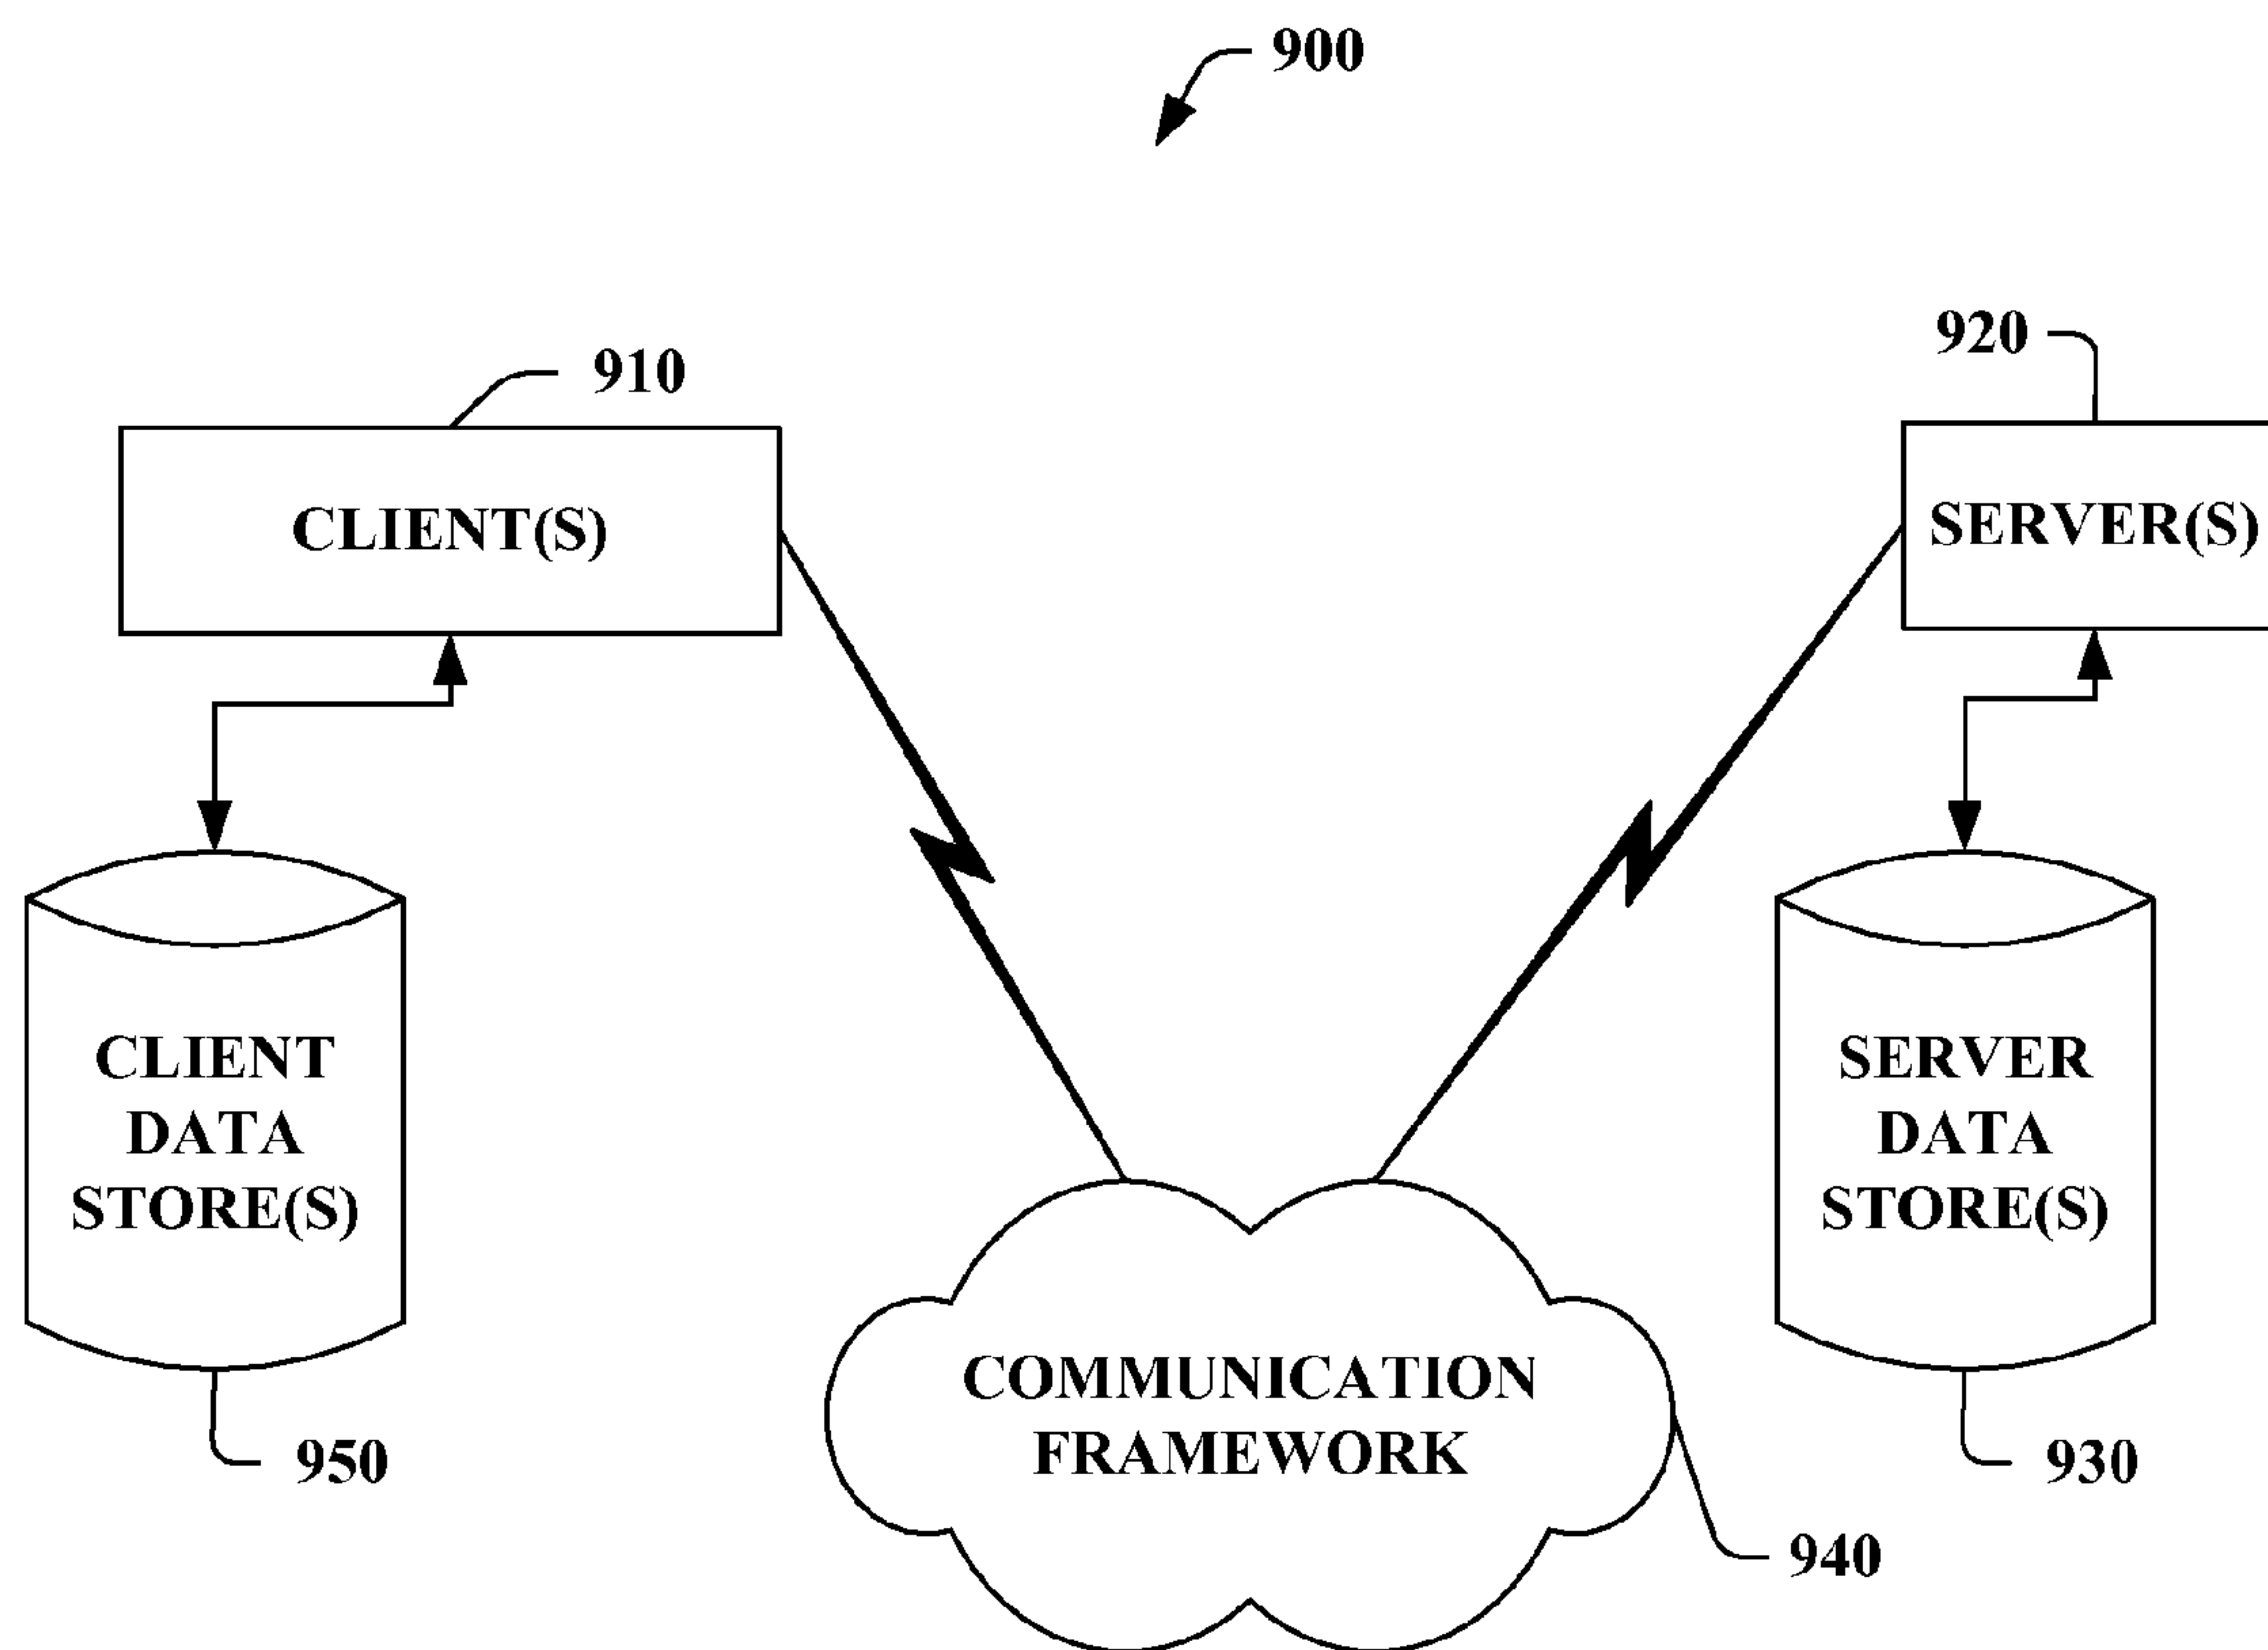 900
910
920
CLIENT(S)
SERVER(S)
CLIENT
DATA
STORE(S)
SERVER
DATA
STORE(S)
COMMUNICATION
FRAMEWORK
950
930
940